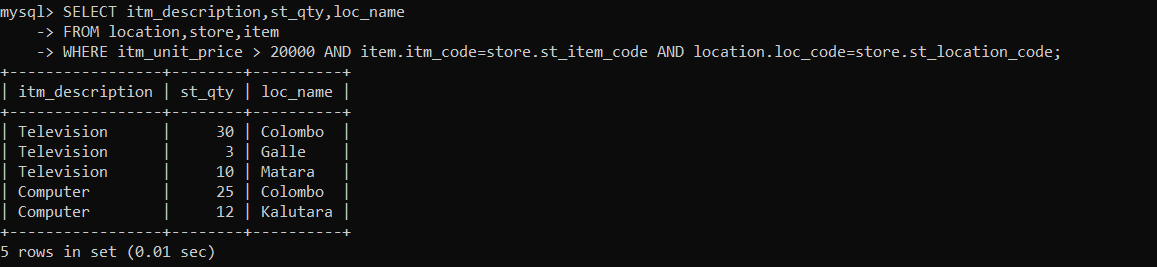 mysql> SELECT itm_description,st_qty,loc_name
    -> FROM location,store,item
    -> WHERE itm_unit_price > 20000 AND item.itm_code=store.st_item_code AND location.loc_code=store.st_location_code;
+-----------------+--------+----------+
| itm_description | st_qty | loc_name |
+-----------------+--------+----------+
| Television      |     30 | Colombo  |
| Television      |      3 | Galle    |
| Television      |     10 | Matara   |
| Computer        |     25 | Colombo  |
| Computer        |     12 | Kalutara |
+-----------------+--------+----------+
5 rows in set (0.01 sec)